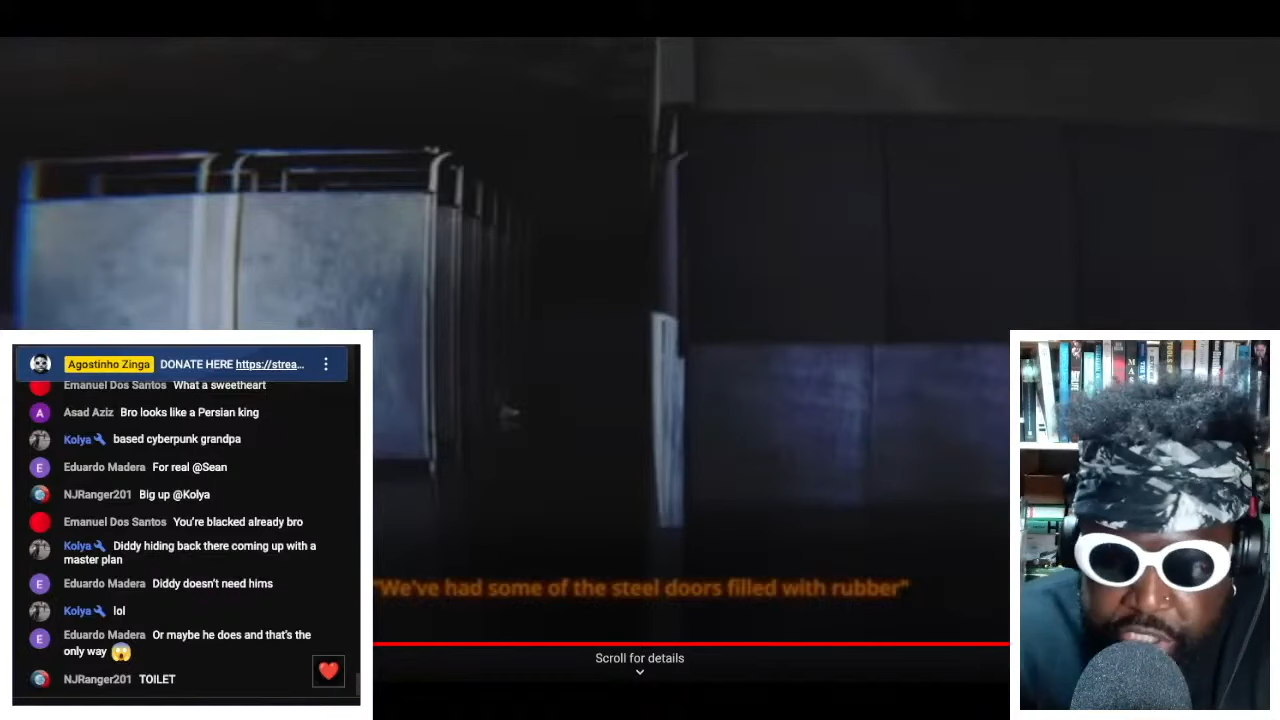 Agostinho Zinga DONATE HERE https://strea...
Emanuel Dos Santos What a sweetheart
A Asad Aziz Bro looks like a Persian king
Kolya based cyberpunk grandpa
E Eduardo Madera For real @Sean
NJRanger201 Big up @Kolya
Emanuel Dos Santos You're blacked already bro
Kolya Diddy hiding back there coming up with a
master plan
E Eduardo Madera Diddy doesn't need hims
Kolya lol
E Eduardo Madera Or maybe he does and that's the
only way
NJRanger201 TOILET
"We've had some of the steel doors filled with rubber"
Scroll for details